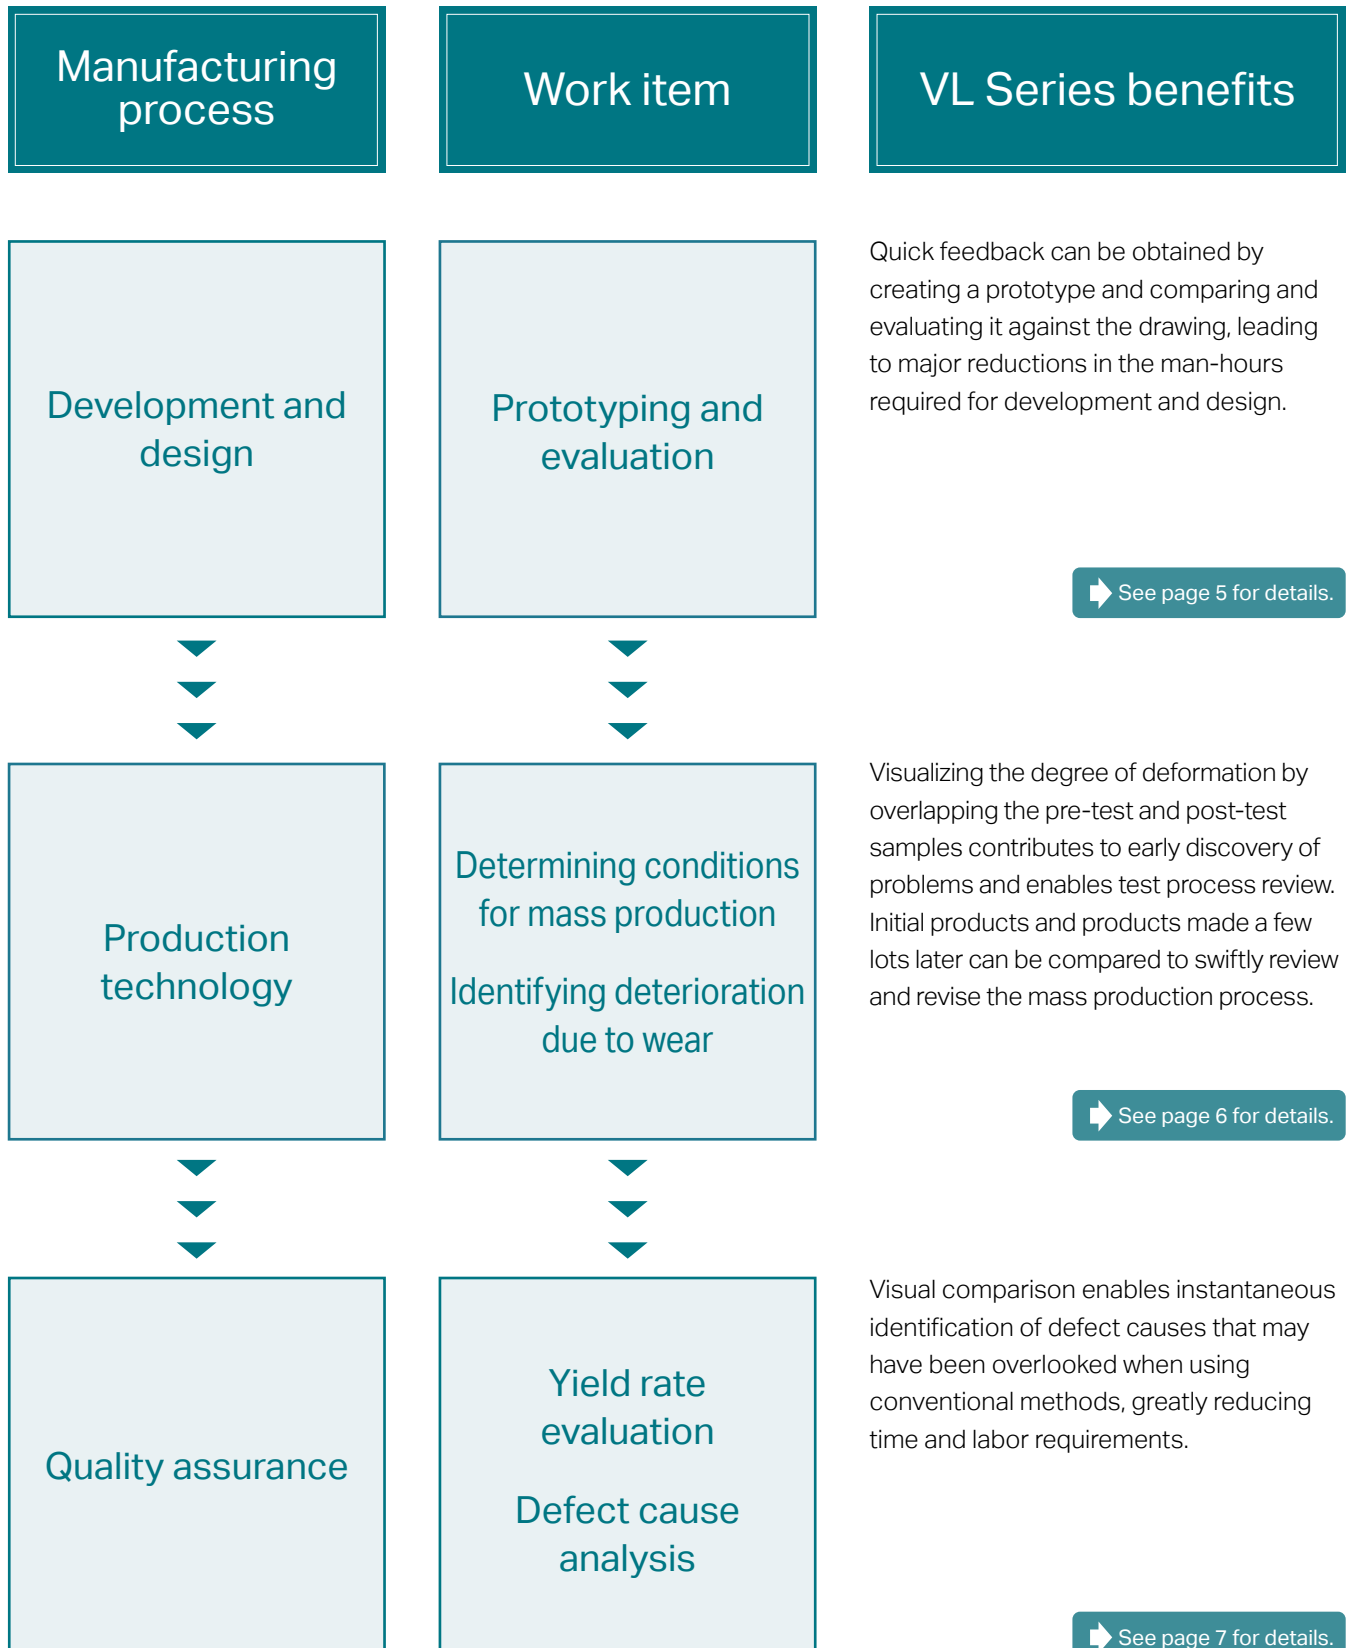 Manufacturing
process
Work item
VL Series benefits
Development and
design
Prototyping and
evaluation
Quick feedback can be obtained by
creating a prototype and comparing and
evaluating it against the drawing, leading
to major reductions in the man-hours
required for development and design.
See page 5 for details.
Production
technology
Determining conditions
for mass production
Identifying deterioration
due to wear
Visualizing the degree of deformation by
overlapping the pre-test and post-test
samples contributes to early discovery of
problems and enables test process review.
Initial products and products made a few
lots later can be compared to swiftly review
and revise the mass production process.
See page 6 for details.
Quality assurance
Yield rate
evaluation
Defect cause
analysis
Visual comparison enables instantaneous
identification of defect causes that may
have been overlooked when using
conventional methods, greatly reducing
time and labor requirements.
See page 7 for details.